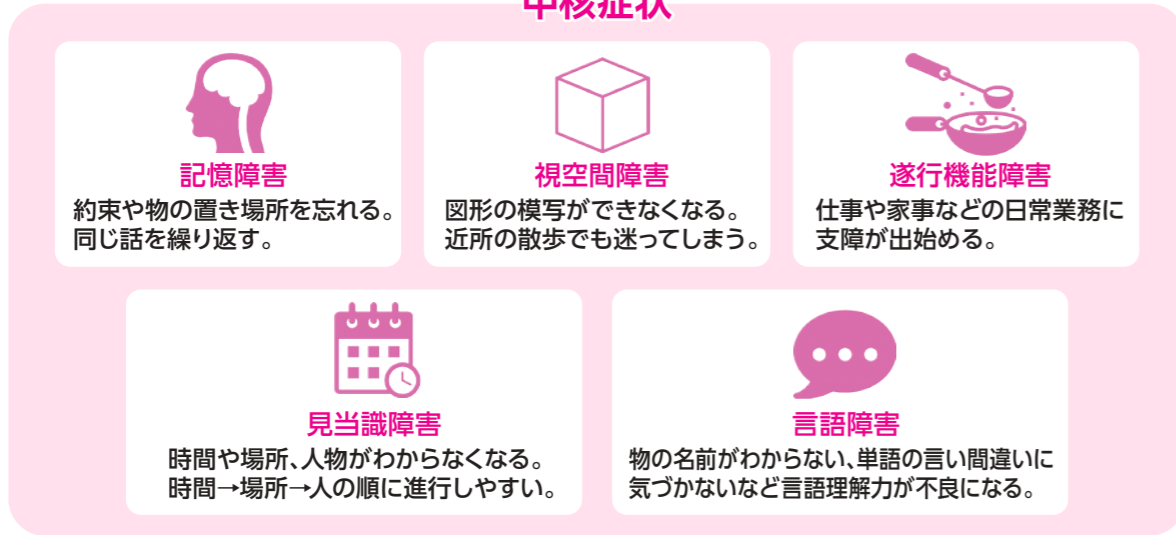 中核症状
記憶障害
約束や物の置き場所を忘れる。
同じ話を繰り返す。
視空間障害
図形の模写ができなくなる。
近所の散歩でも迷ってしまう。
遂行機能障害
仕事や家事などの日常業務に
支障が出始める。
見当識障害
時間や場所、人物がわからなくなる。
時間→場所→人の順に進行しやすい。
言語障害
物の名前がわからない、単語の言い間違いに
気づかないなど言語理解力が不良になる。